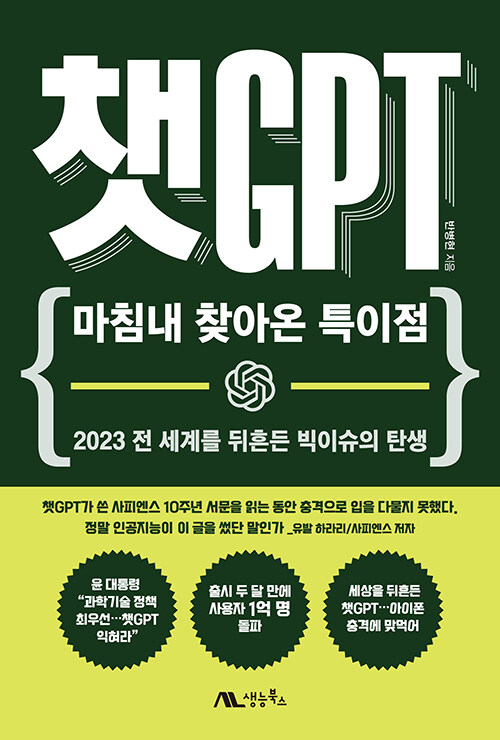 챗GPT
반병현 지음
마침내 찾아온 특이점
2023 전 세계를 뒤흔든 빅이슈의 탄생
챗GPT가 쓴 사피엔스 10주년 서문을 읽는 동안 충격으로 입을 다물지 못했다.
정말 인공지능이 이 글을 썼단 말인가 _유발 하라리/사피엔스 저자
윤 대통령
“과학기술 정책
최우선…챗GPT
익혀라”
출시 두 달 만에
사용자 1억 명
돌파
세상을 뒤흔든
챗GPT…아이폰
충격에 맞먹어
생능북스